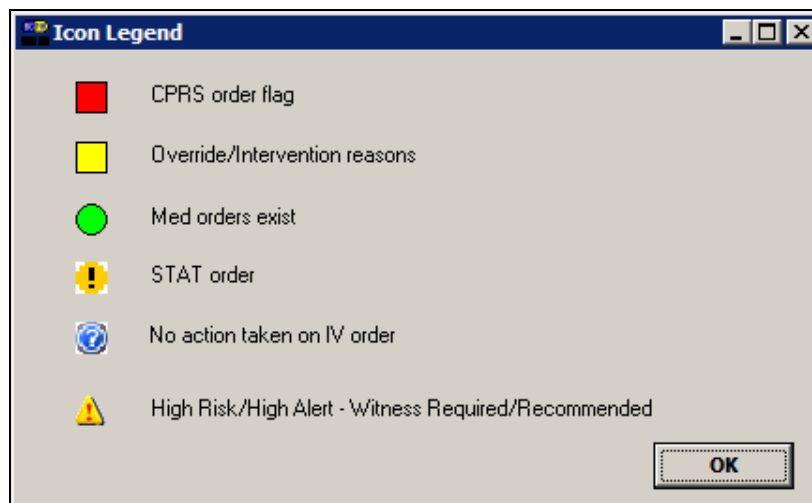 Icon Legend
CPRS order flag
Override/Intervention reasons
Med orders exist
STAT order
No action taken on IV order
High Risk/High Alert - Witness Required/Recommended
OK